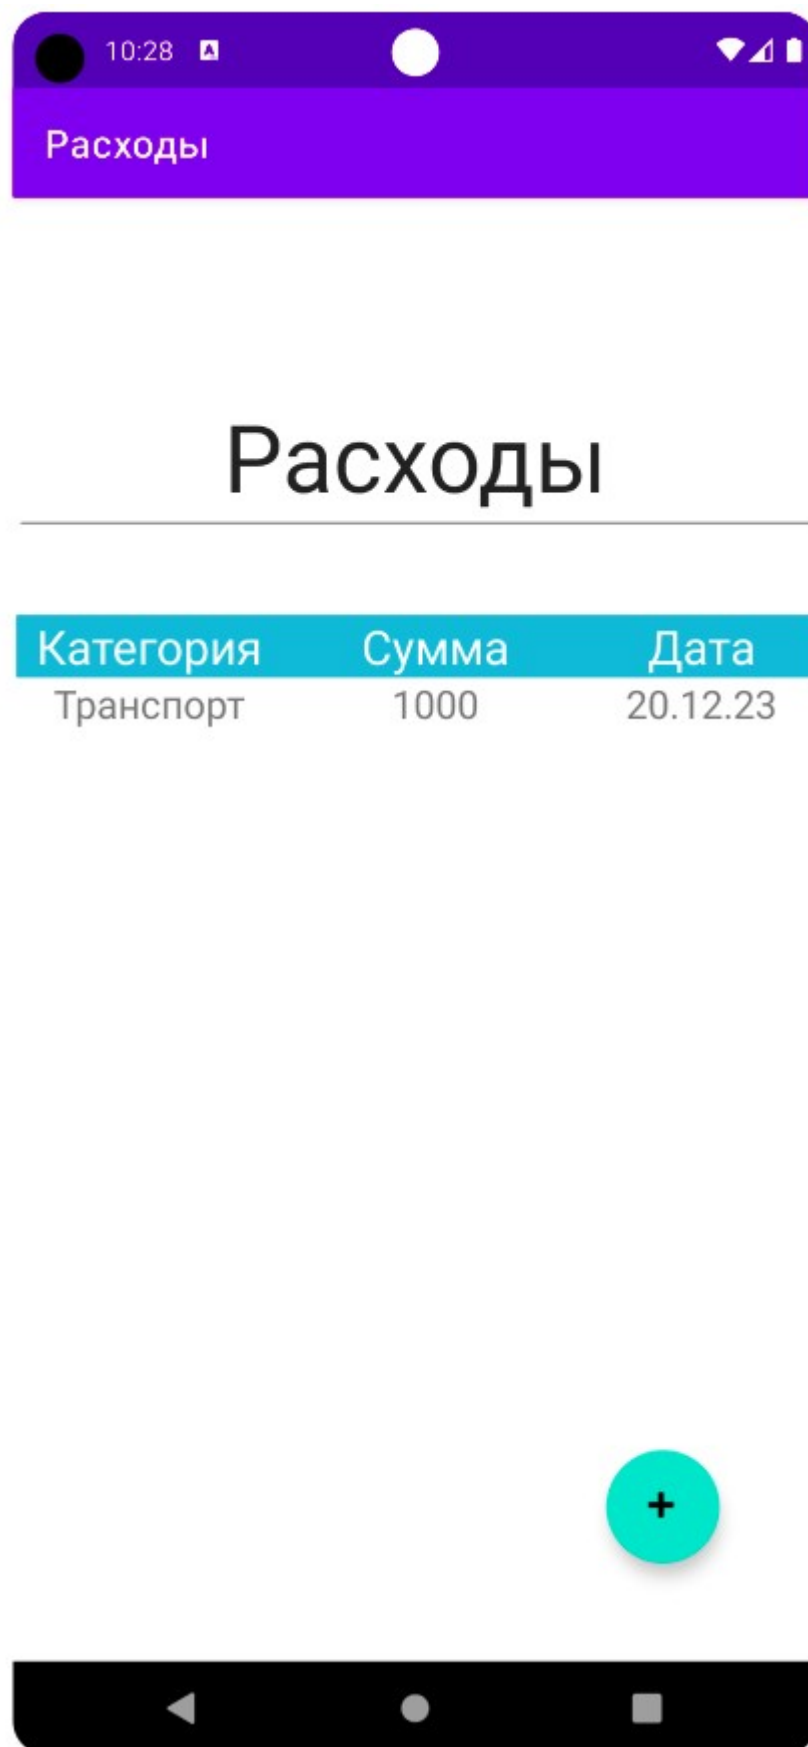 10:28
Расходы
Расходы
Категория Сумма Дата
Транспорт 1000 20.12.23
+